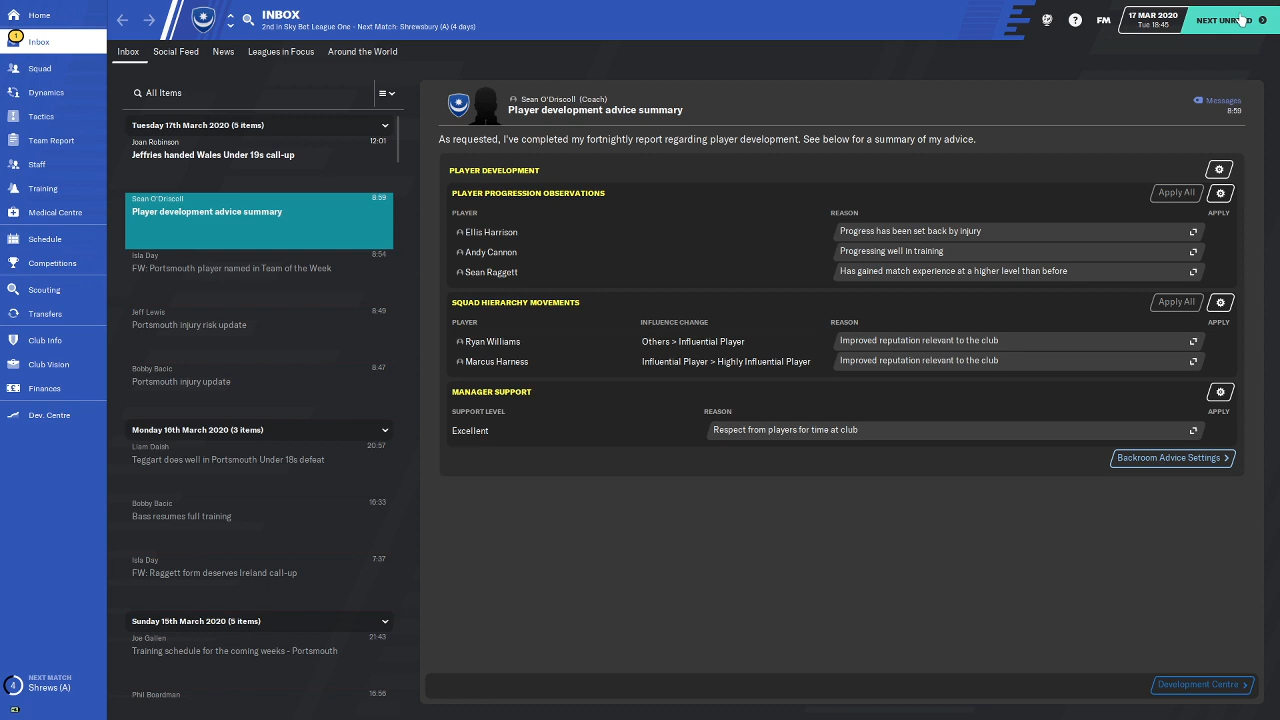 Home
1
Inbox
Squad
Dynamics
Tactics
Team Report
Staff
Training
Medical Centre
Schedule
Competitions
Scouting
Transfers
Club Info
Club Vision
Finances
Dev. Centre
4
NEXT MATCH
Shrews (A)
INBOX
2nd in Sky Bet League One - Next Match: Shrewsbury (A) (4 days)
?
FM
17 MAR 2020
Tue 18:45
NEXT
Inbox
Social Feed
News
Leagues in Focus
Around the World
All Items
Tuesday 17th March 2020 (5 items)
Joan Robinson 12:01
Jeffries handed Wales Under 19s call-up
Sean O'Driscoll 8:59
Player development advice summary
Isla Day 8:54
FW: Portsmouth player named in Team of the Week
Jeff Lewis 8:49
Portsmouth injury risk update
Bobby Bacic 8:47
Portsmouth injury update
Monday 16th March 2020 (3 items)
Liam Daish 20:57
Teggart does well in Portsmouth Under 18s defeat
Bobby Bacic 16:33
Bass resumes full training
Isla Day 7:37
FW: Raggett form deserves Ireland call-up
Sunday 15th March 2020 (5 items)
Joe Gallen 21:43
Training schedule for the coming weeks - Portsmouth
Phil Boardman 16:56
Sean O'Driscoll (Coach)
Player development advice summary
Messages
8:59
As requested, I've completed my fortnightly report regarding player development. See below for a summary of my advice.
PLAYER DEVELOPMENT
PLAYER PROGRESSION OBSERVATIONS Apply All
PLAYER REASON APPLY
Ellis Harrison Progress has been set back by injury
Andy Cannon Progressing well in training
Sean Raggett Has gained match experience at a higher level than before
SQUAD HIERARCHY MOVEMENTS Apply All
PLAYER INFLUENCE CHANGE REASON APPLY
Ryan Williams Others > Influential Player Improved reputation relevant to the club
Marcus Harness Influential Player > Highly Influential Player Improved reputation relevant to the club
MANAGER SUPPORT
SUPPORT LEVEL REASON APPLY
Excellent Respect from players for time at club
Backroom Advice Settings >
Development Centre >